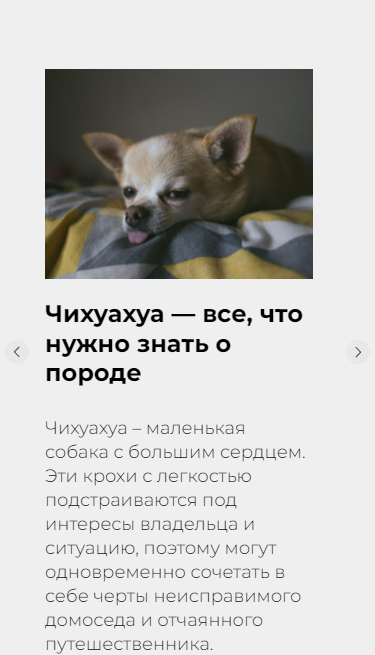 Чихуахуа — все, что
нужно знать о
породе
Чихуахуа – маленькая
собака с большим сердцем.
Эти крохи с легкостью
подстраиваются под
интересы владельца и
ситуацию, поэтому могут
одновременно сочетать в
себе черты неисправимого
домоседа и отчаянного
путешественника.